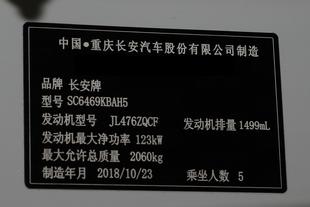 中国●重庆长安汽车股份有限公司制造
品牌 长安牌
型号 SC6469KBAH5
发动机型号 JL476ZQCF 发动机排量 1499mL
发动机最大净功率 123kW
最大允许总质量 2060kg
制造年月 2018/10/23 乘坐人数 5